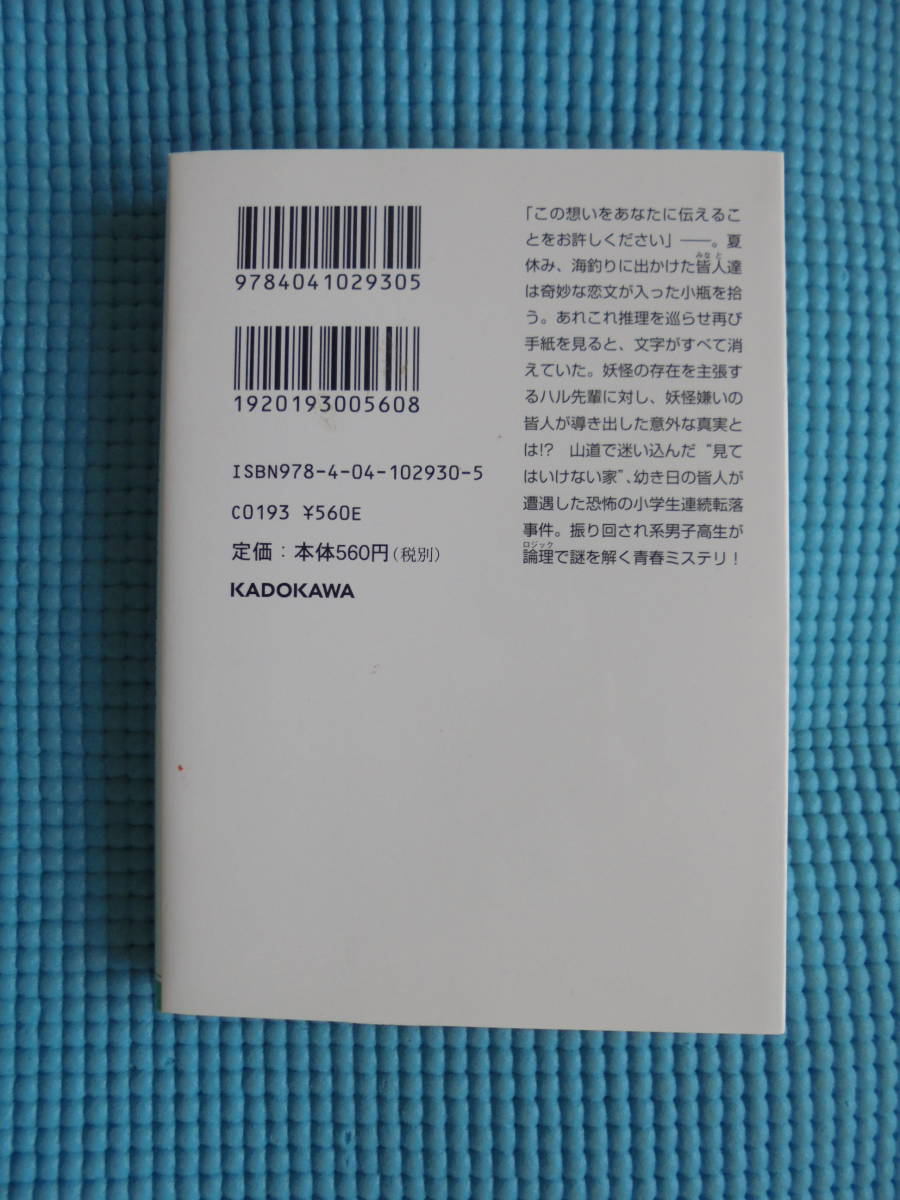 9784041029305
1920193005608
ISBN978-4-04-102930-5
C0193 ¥560E
定価：本体560円（税別）
KADOKAWA
「この想いをあなたに伝えるこ
とをお許しください」――。夏
休み、海釣りに出かけた皆人達
は奇妙な恋文が入った小瓶を拾
う。あれこれ推理を巡らせ再び
手紙を見ると、文字がすべて消
えていた。妖怪の存在を主張す
るハル先輩に対し、妖怪嫌いの
皆人が導き出した意外な真実と
は!?　山道で迷い込んだ“見て
はいけない家”、幼き日の皆人が
遭遇した恐怖の小学生連続転落
事件。振り回され系男子高生が
論理で謎を解く青春ミステリ！
みなと
ロジック